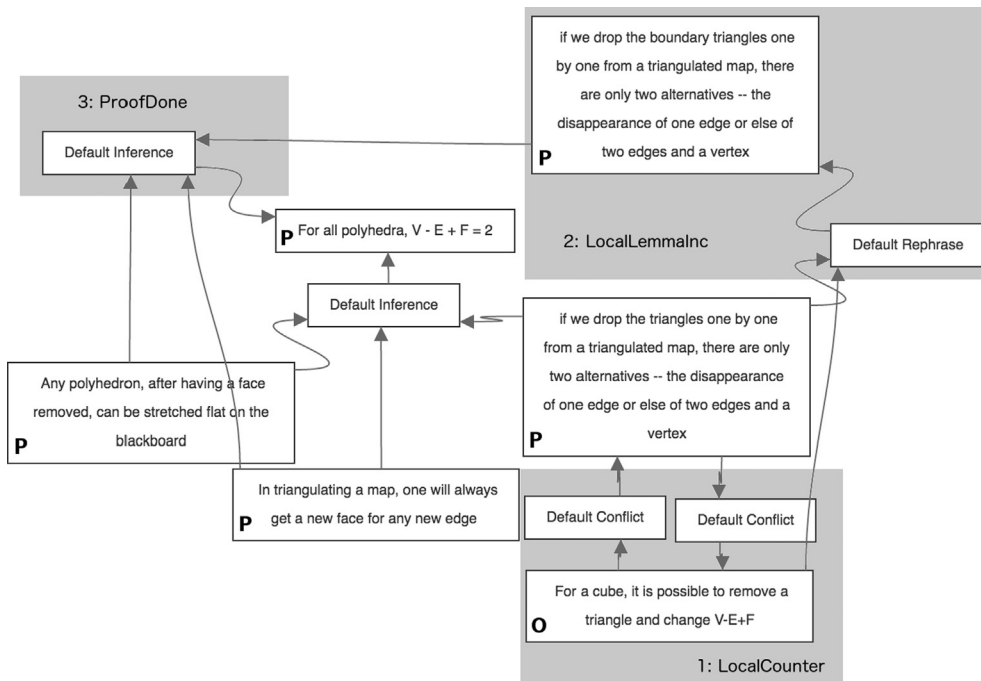 if we drop the boundary triangles one
by one from a triangulated map, there
are only two alternatives -- the
disappearance of one edge or else of
two edges and a vertex
P
3: ProofDone
Default Inference
P For all polyhedra, V - E + F = 2
2: LocalLemmaInc
Default Rephrase
Default Inference
if we drop the triangles one by one
from a triangulated map, there are only
two alternatives -- the disappearance
of one edge or else of two edges and a
vertex
P
Any polyhedron, after having a face
removed, can be stretched flat on the
blackboard
P
In triangulating a map, one will always
get a new face for any new edge
P
Default Conflict
Default Conflict
For a cube, it is possible to remove a
triangle and change V-E+F
O
1: LocalCounter